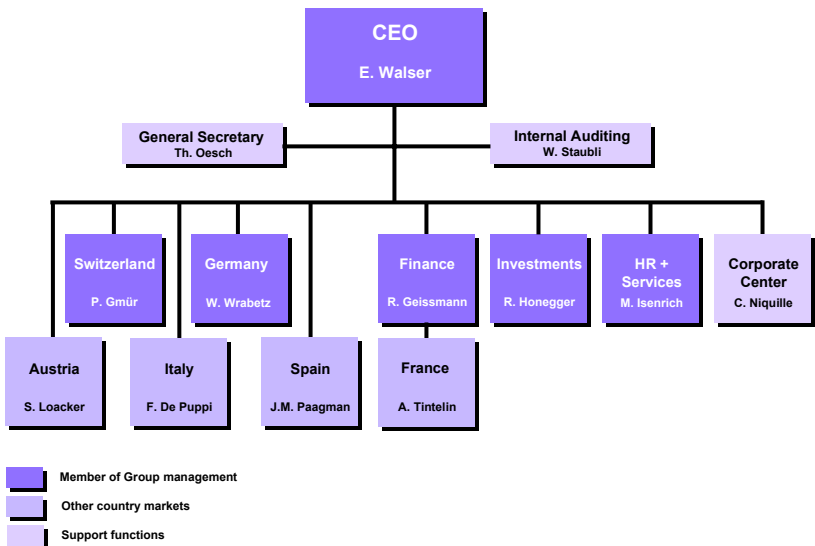 CEO
E. Walser
General Secretary
Th. Oesch
Internal Auditing
W. Staubli
Switzerland
P. Gmür
Germany
W. Wrabetz
Finance
R. Geissmann
Investments
R. Honegger
HR +
Services
M. Isenrich
Corporate
Center
C. Niquille
Austria
S. Loacker
Italy
F. De Puppi
Spain
J.M. Paagman
France
A. Tintelin
Member of Group management
Other country markets
Support functions